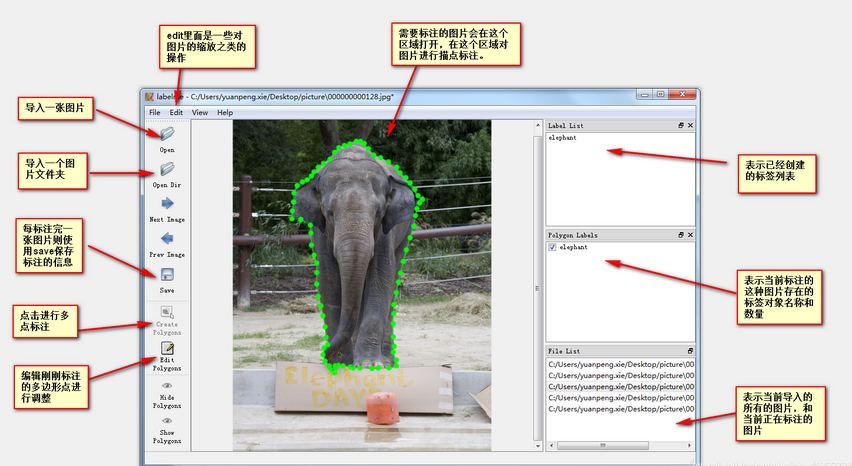 edit里面是一些对
图片的缩放之类的
操作
需要标注的图片会在这个
区域打开，在这个区域对
图片进行描点标注。
- C:/Users/yuanpeng.xie/Desktop/picture\000000000128.jpg*
File Edit View Help
导入一张图片
导入一个图
片文件夹
每标注完一
张图片则使
用save保存
标注的信息
点击进行多
点标注
编辑刚刚标注
的多边形点进
行调整
Open
Open Dir
Next Image
Prev Image
Save
Create
Polygons
Edit
Polygons
Hide
Polygons
Show
Polygons
Elephant
DAYS
Label List
elephant
Polygon Labels
elephant
File List
C:/Users/yuanpeng.xie/Desktop/picture\00
C:/Users/yuanpeng.xie/Desktop/picture\00
C:/Users/yuanpeng.xie/Desktop/picture\00
C:/Users/yuanpeng.xie/Desktop/picture\00
C:/Users/yuanpeng.xie/Desktop/picture\00
表示已经创建
的标签列表
表示当前标注的
这种图片存在的
标签对象名称和
数量
表示当前导入的
所有的图片，和
当前正在标注的
图片